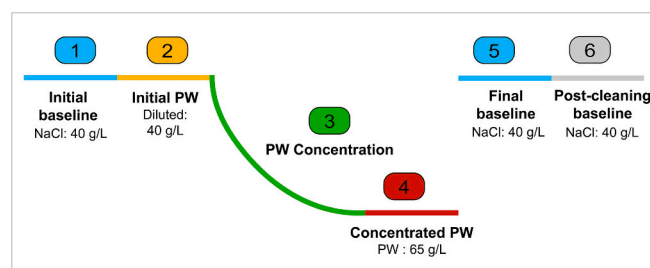 1
Initial
baseline
NaCl: 40 g/L
2
Initial PW
Diluted:
40 g/L
3
PW Concentration
4
Concentrated PW
PW : 65 g/L
5
Final
baseline
NaCl: 40 g/L
6
Post-cleaning
baseline
NaCl: 40 g/L